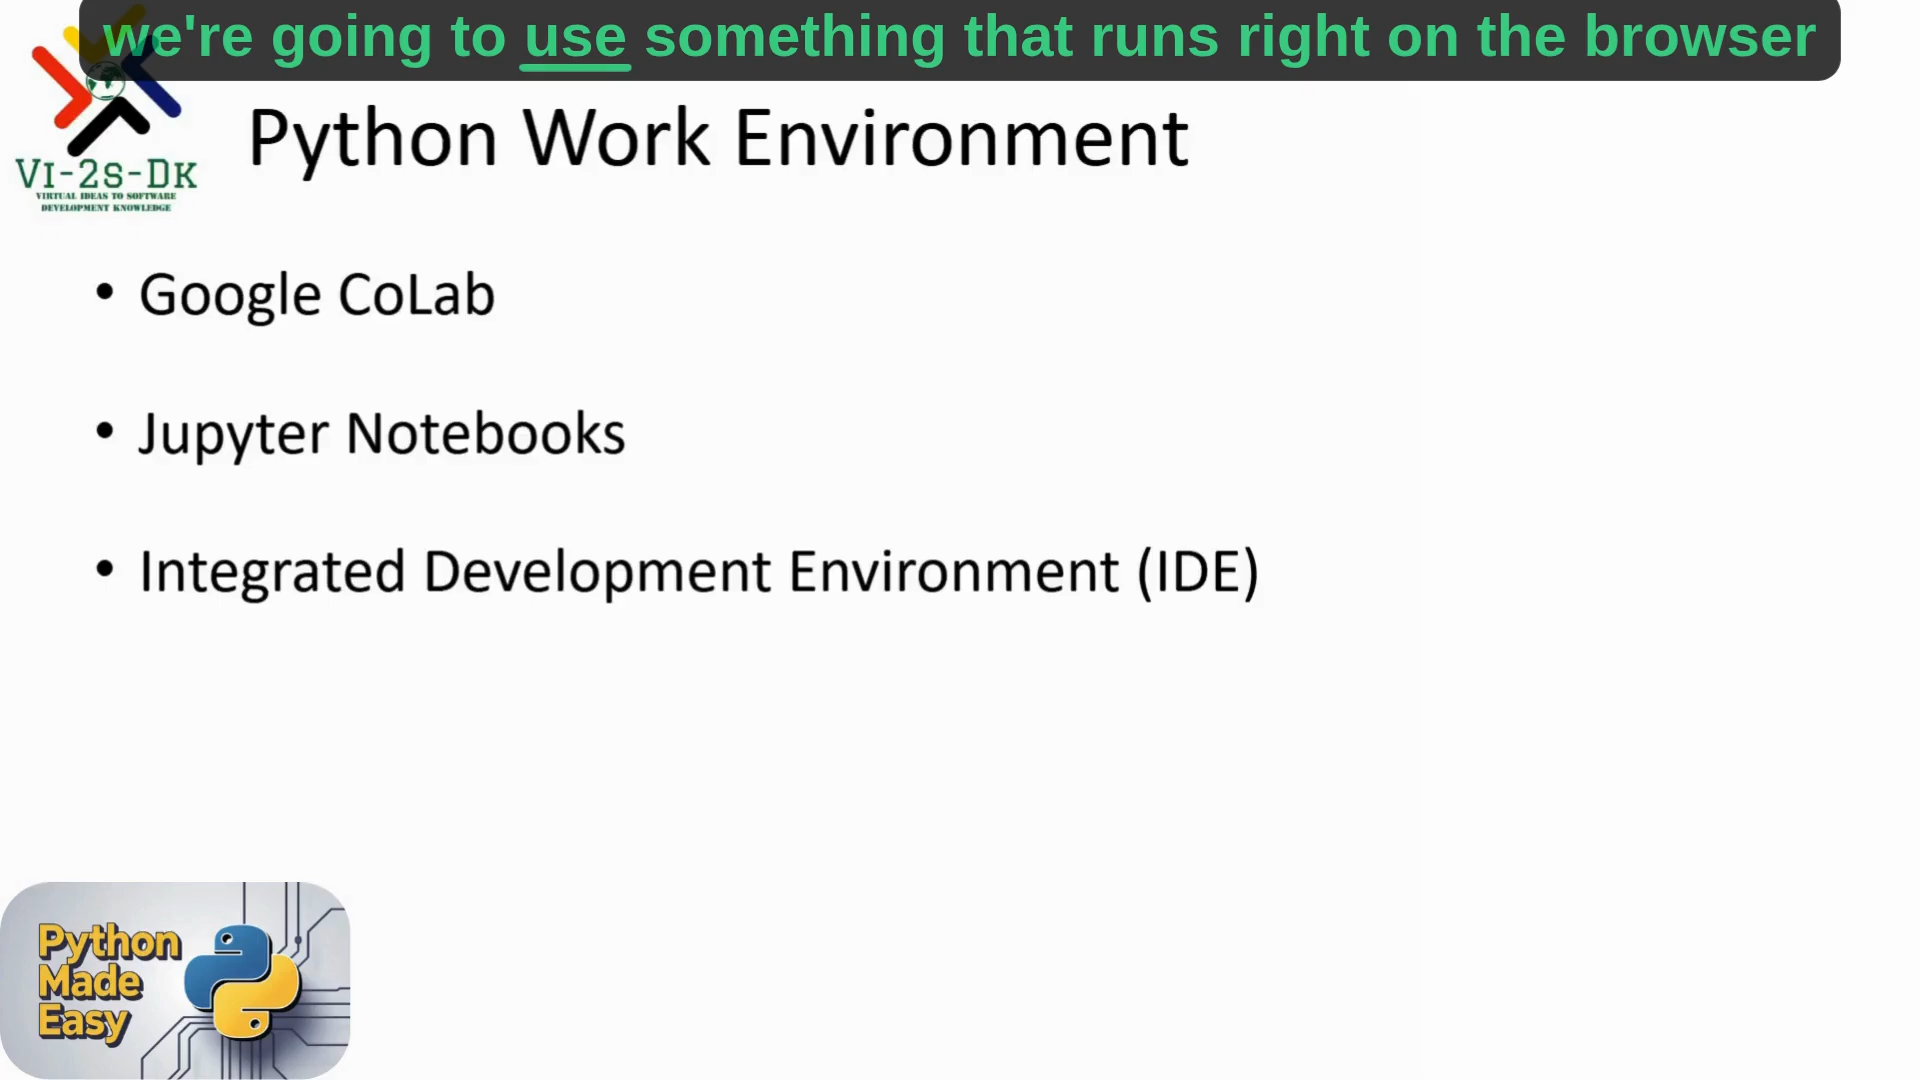 we're going to use something that runs right on the browser
Python Work Environment
VI-2S-DK
VIRTUAL IDEAS TO SOFTWARE
DEVELOPMENT KNOWLEDGE
• Google CoLab
• Jupyter Notebooks
• Integrated Development Environment (IDE)
Python
Made
Easy